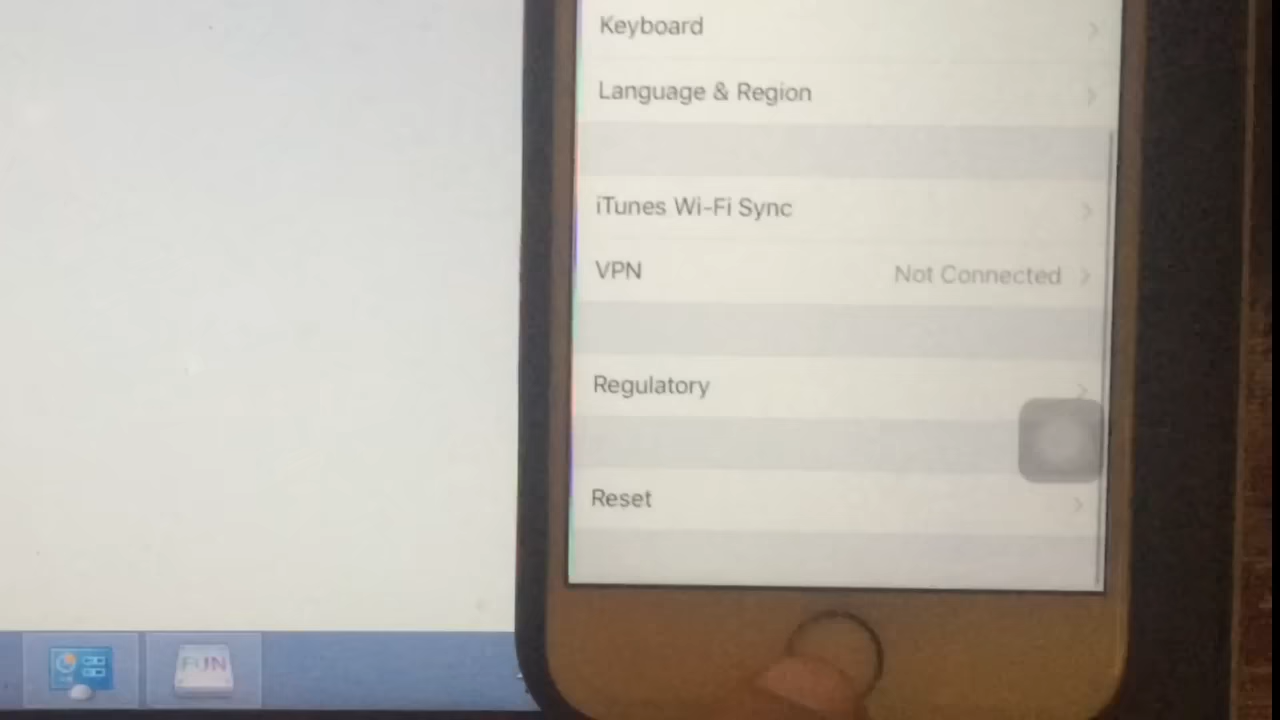 Keyboard
Language & Region
iTunes Wi-Fi Sync
VPN Not Connected
Regulatory
Reset